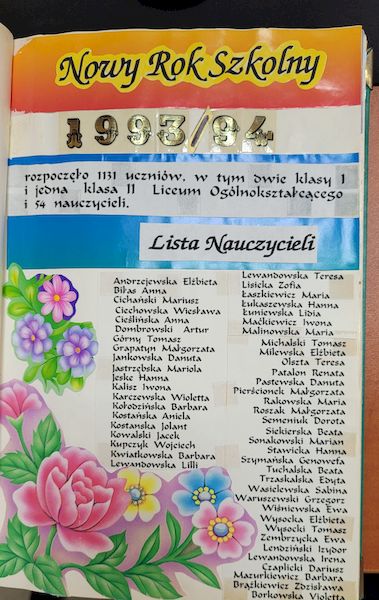 Nowy Rok Szkolny
1993/94
rozpoczęło 1131 uczniów, w tym dwie klasy I
i jedna klasa II Liceum Ogólnokształcącego
i 54 nauczycieli.
Lista Nauczycieli
Andrzejewska Elżbieta
Biłas Anna
Cichański Mariusz
Ciechowska Wiesława
Cieślińska Anna
Dombrowski Artur
Górny Tomasz
Grapatyn Małgorzata
Jankowska Danuta
Jastrzębska Mariola
Jeske Hanna
Kalisz Iwona
Karczewska Wioletta
Kołodzińska Barbara
Kostańska Aniela
Kostańska Jolant
Kowalski Jacek
Kupczyk Wojciech
Kwiatkowska Barbara
Lewandowska Lilli
Lewandowska Teresa
Lisicka Zofia
Łaszkiewicz Maria
Łukaszewska Hanna
Łuniewska Lidia
Maćkiewicz Iwona
Malinowska Maria
Michalski Tomasz
Milewska Elżbieta
Olszta Teresa
Patalon Renata
Pastewska Danuta
Pierścionek Małgorzata
Rakowska Maria
Roszak Małgorzata
Semeniuk Dorota
Siekierska Beata
Sonakowski Marian
Stawicka Hanna
Szymańska Genowefa
Tuchalska Beata
Trzaskalska Edyta
Wasielewska Sabina
Waruszewski Grzegorz
Wiśniewska Ewa
Wysocka Elżbieta
Wysocki Tomasz
Zembrzycka Ewa
Lendziński Izydor
Lewandowska Irena
Czaplicki Dariusz
Mazurkiewicz Barbara
Brążkiewicz Zdzisława
Borkowska Violetta